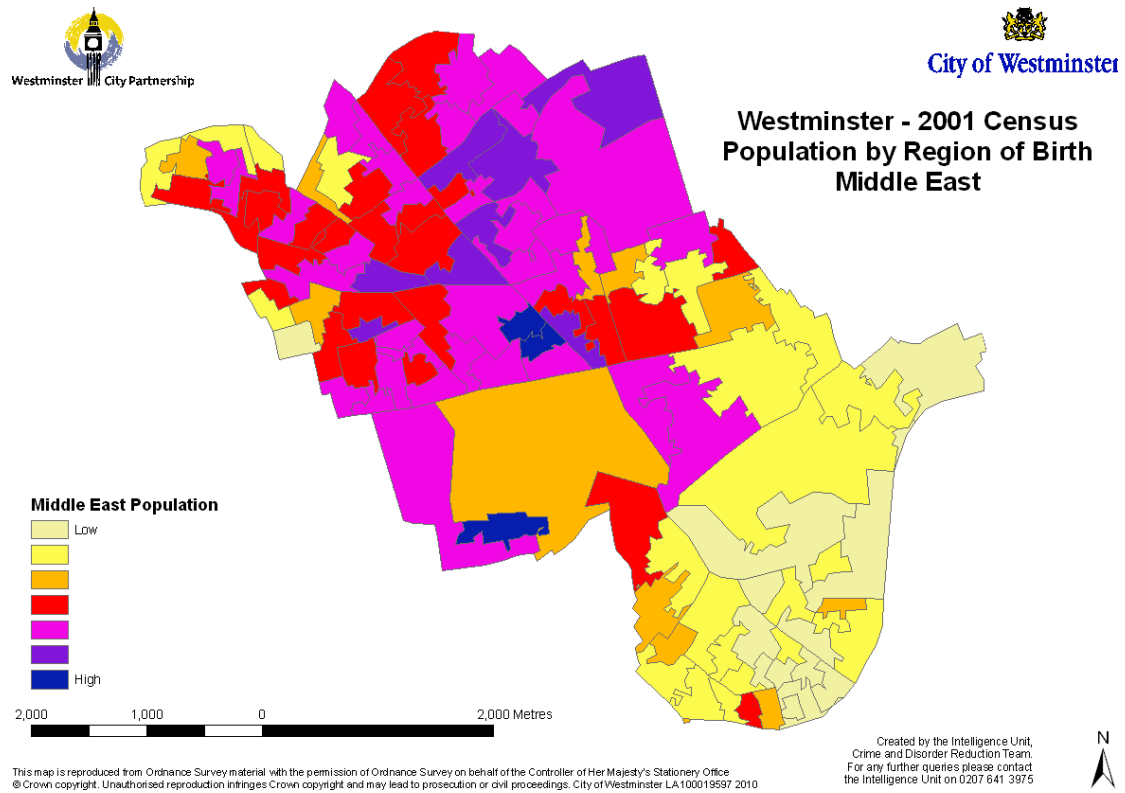 Westminster City Partnership
City of Westminster
Westminster - 2001 Census
Population by Region of Birth
Middle East
Middle East Population
Low
High
2,000 1,000 0 2,000 Metres
N
Created by the Intelligence Unit,
Crime and Disorder Reduction Team.
For any further queries please contact
the Intelligence Unit on 0207 641 3975
This map is reproduced from Ordnance Survey material with the permission of Ordnance Survey on behalf of the Controller of Her Majesty's Stationery Office
© Crown copyright. Unauthorised reproduction infringes Crown copyright and may lead to prosecution or civil proceedings. City of Westminster LA100019597 2010